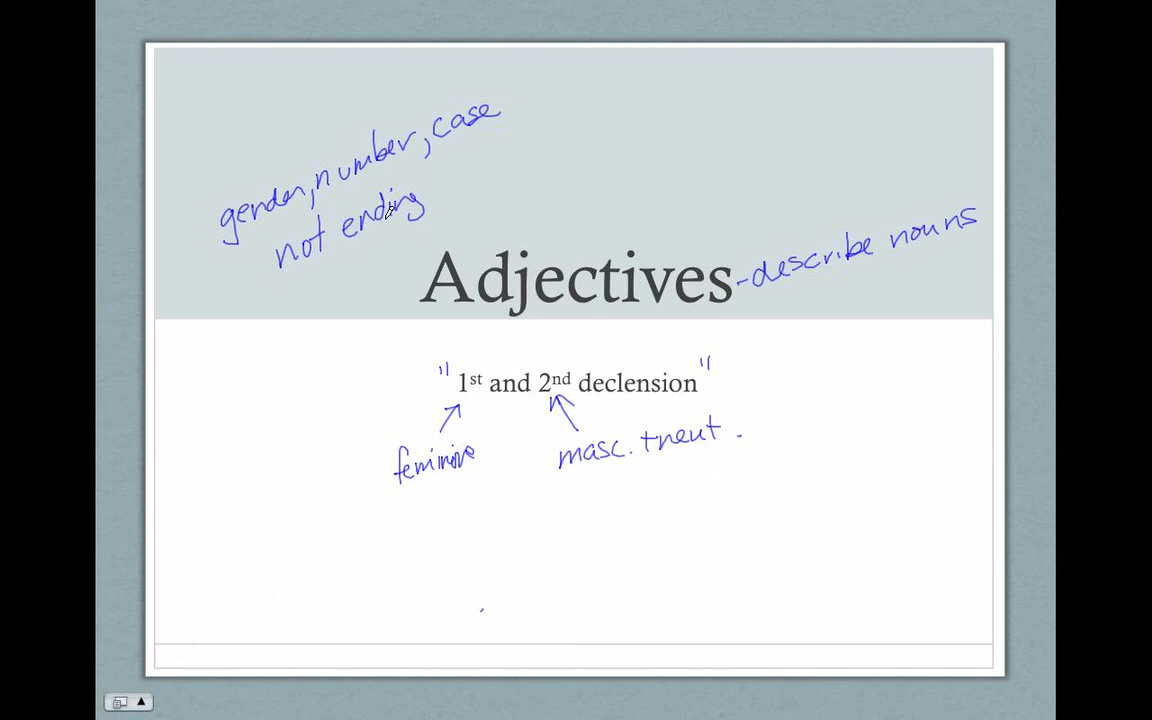 gender, number, case
not ending
Adjectives - describe nouns
" 1st and 2nd declension "
feminine
masc. + neut.